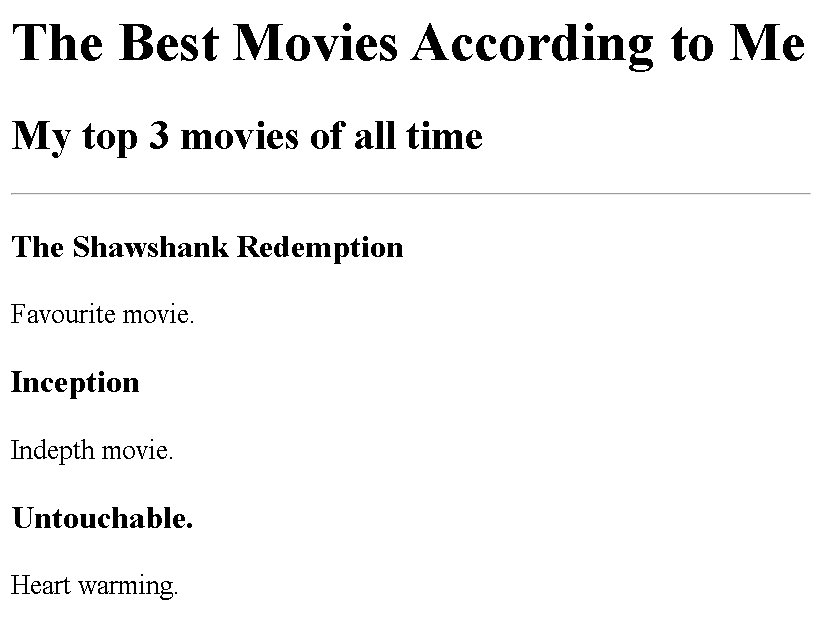 The Best Movies According to Me
My top 3 movies of all time
The Shawshank Redemption
Favourite movie.
Inception
Indepth movie.
Untouchable.
Heart warming.